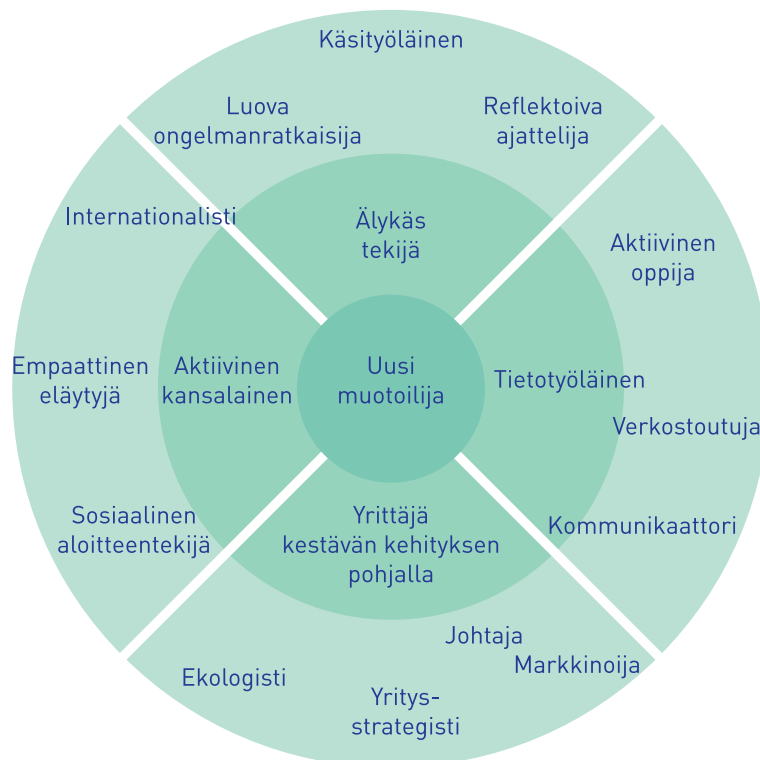 Käsityöläinen
Luova
ongelmanratkaisija
Reflektoiva
ajattelija
Internationalisti
Älykäs
tekijä
Aktiivinen
oppija
Empaattinen
eläytyjä
Aktiivinen
kansalainen
Uusi
muotoilija
Tietotyöläinen
Verkostoutuja
Sosiaalinen
aloitteentekijä
Yrittäjä
kestävän kehityksen
pohjalla
Kommunikaattori
Johtaja
Markkinoija
Ekologisti
Yritys-
strategisti